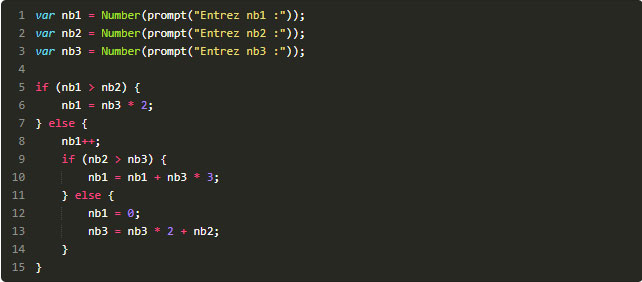 1 var nb1 = Number(prompt("Entrez nb1 :"));
2 var nb2 = Number(prompt("Entrez nb2 :"));
3 var nb3 = Number(prompt("Entrez nb3 :"));
4
5 if (nb1 > nb2) {
6     nb1 = nb3 * 2;
7 } else {
8     nb1++;
9     if (nb2 > nb3) {
10         nb1 = nb1 + nb3 * 3;
11     } else {
12         nb1 = 0;
13         nb3 = nb3 * 2 + nb2;
14     }
15 }